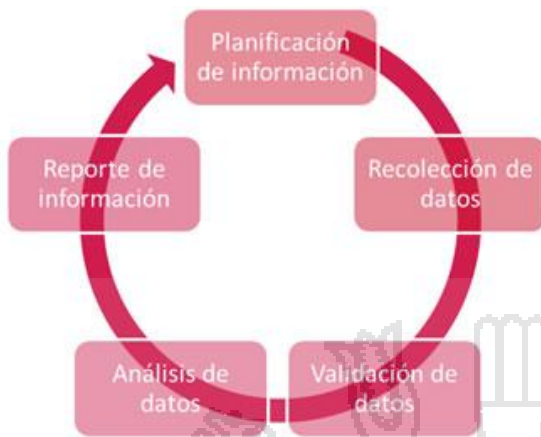 Planificación
de información
Recolección de
datos
Validación de
datos
Análisis de
datos
Reporte de
información